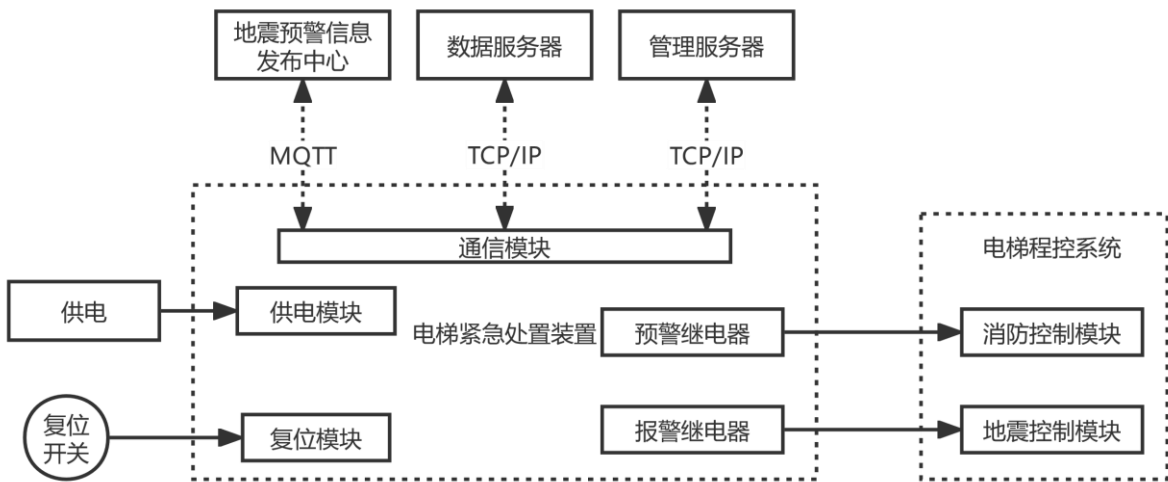 地震预警信息
发布中心
数据服务器
管理服务器
MQTT
TCP/IP
TCP/IP
通信模块
电梯程控系统
供电
供电模块
电梯紧急处置装置
预警继电器
消防控制模块
复位
开关
复位模块
报警继电器
地震控制模块